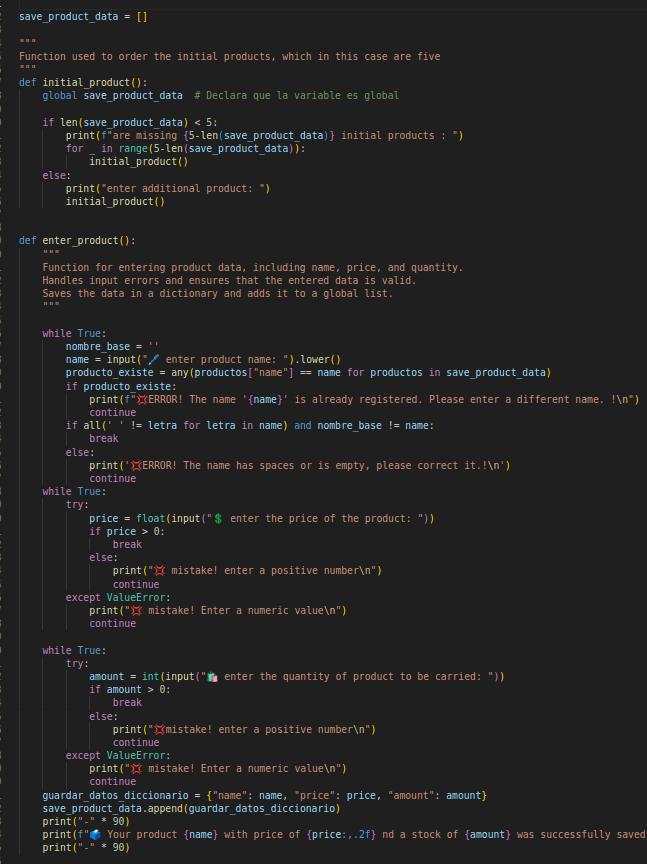 save_product_data = []
"""
Function used to order the initial products, which in this case are five
"""
def initial_product():
    global save_product_data  # Declara que la variable es global
    if len(save_product_data) < 5:
        print(f"are missing {5-len(save_product_data)} initial products : ")
        for _ in range(5-len(save_product_data)):
            initial_product()
    else:
        print("enter additional product: ")
        initial_product()
def enter_product():
    """
    Function for entering product data, including name, price, and quantity.
    Handles input errors and ensures that the entered data is valid.
    Saves the data in a dictionary and adds it to a global list.
    """
    while True:
        nombre_base = ''
        name = input("🖊️ enter product name: ").lower()
        producto_existe = any(productos["name"] == name for productos in save_product_data)
        if producto_existe:
            print(f"💢ERROR! The name '{name}' is already registered. Please enter a different name. !\n")
            continue
        if all(' ' != letra for letra in name) and nombre_base != name:
            break
        else:
            print('💢ERROR! The name has spaces or is empty, please correct it.!\n')
            continue
    while True:
        try:
            price = float(input("💲 enter the price of the product: "))
            if price > 0:
                break
            else:
                print("💢 mistake! enter a positive number\n")
                continue
        except ValueError:
            print("💢 mistake! Enter a numeric value\n")
            continue
    while True:
        try:
            amount = int(input("🛍️ enter the quantity of product to be carried: "))
            if amount > 0:
                break
            else:
                print("💢mistake! enter a positive number\n")
                continue
        except ValueError:
            print("💢 mistake! Enter a numeric value\n")
            continue
    guardar_datos_diccionario = {"name": name, "price": price, "amount": amount}
    save_product_data.append(guardar_datos_diccionario)
    print("-" * 90)
    print(f"🗳️ Your product {name} with price of {price:,.2f} nd a stock of {amount} was successfully saved
    print("-" * 90)